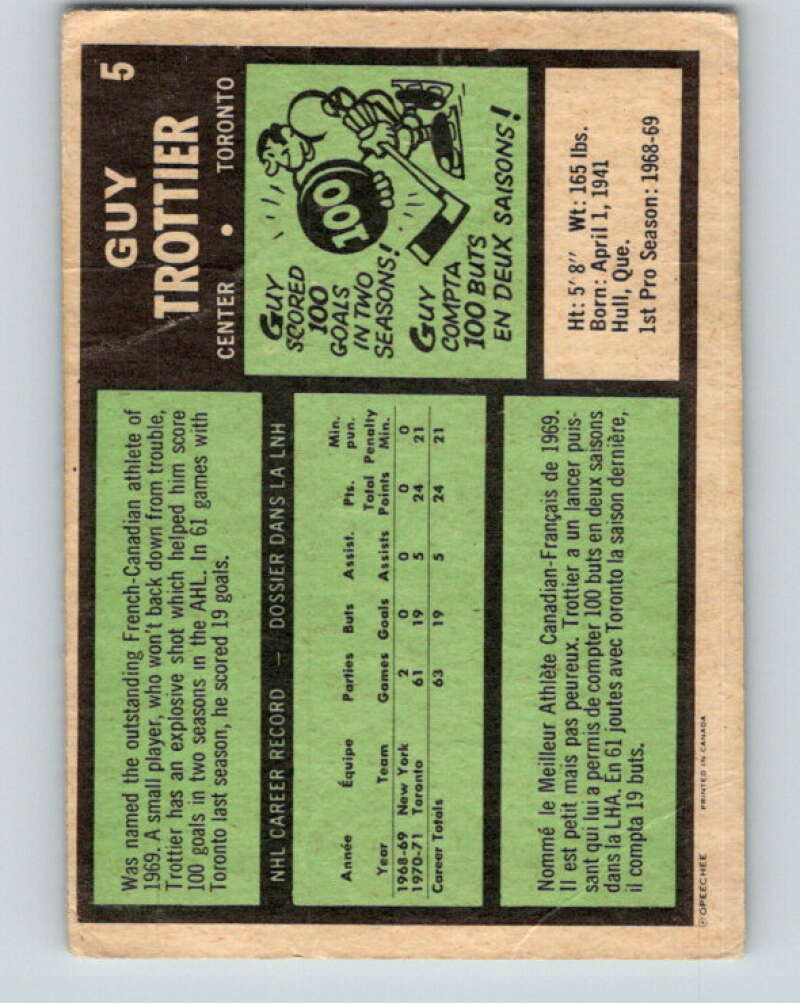 GUY
5
TROTTIER
CENTER • TORONTO
Was named the outstanding French-Canadian athlete of
1969. A small player, who won't back down from trouble,
Trottier has an explosive shot which helped him score
100 goals in two seasons in the AHL. In 61 games with
Toronto last season, he scored 19 goals.
GUY
SCORED
100
GOALS
IN TWO
SEASONS!
100
GUY
COMPTA
100 BUTS
EN DEUX SAISONS!
NHL CAREER RECORD — DOSSIER DANS LA LNH
Année Équipe Parties Buts Assist. Pts. Min. pun.
Year Team Games Goals Assists Total Points Penalty Min.
1968-69 New York 2 0 0 0 0
1970-71 Toronto 61 19 5 24 21
Career Totals 63 19 5 24 21
Ht: 5' 8" Wt: 165 lbs.
Born: April 1, 1941
Hull, Que.
1st Pro Season: 1968-69
Nommé le Meilleur Athlète Canadian-Français de 1969.
Il est petit mais pas peureux. Trottier a un lancer puis-
sant qui lui a permis de compter 100 buts en deux saisons
dans la LHA. En 61 joutes avec Toronto la saison dernière,
il compta 19 buts.
© OPEECHEE PRINTED IN CANADA